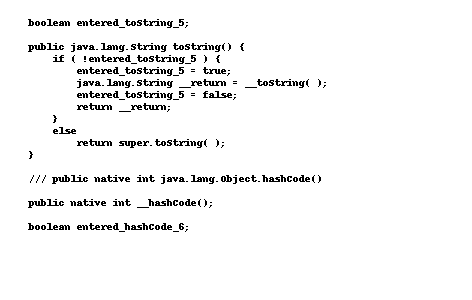 boolean entered_toString_5;

public java.lang.String toString() {
    if ( !entered_toString_5 ) {
        entered_toString_5 = true;
        java.lang.String __return = __toString( );
        entered_toString_5 = false;
        return __return;
    }
    else
        return super.toString( );
}

/// public native int java.lang.Object.hashCode()

public native int __hashCode();

boolean entered_hashCode_6;